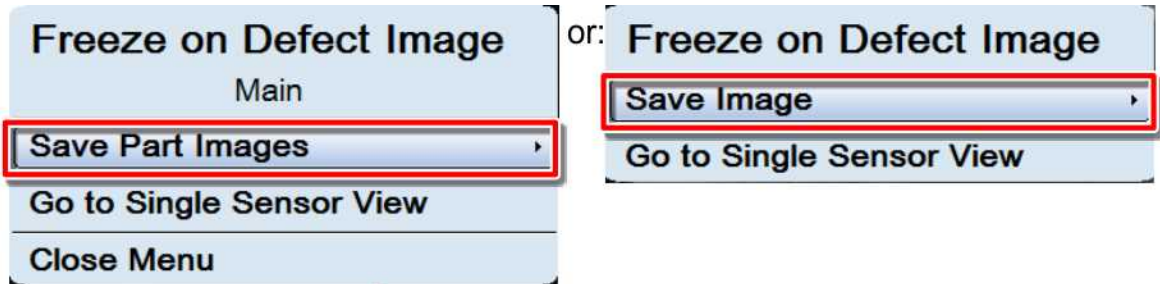 Freeze on Defect Image
Main
Save Part Images
Go to Single Sensor View
Close Menu
or:
Freeze on Defect Image
Save Image
Go to Single Sensor View